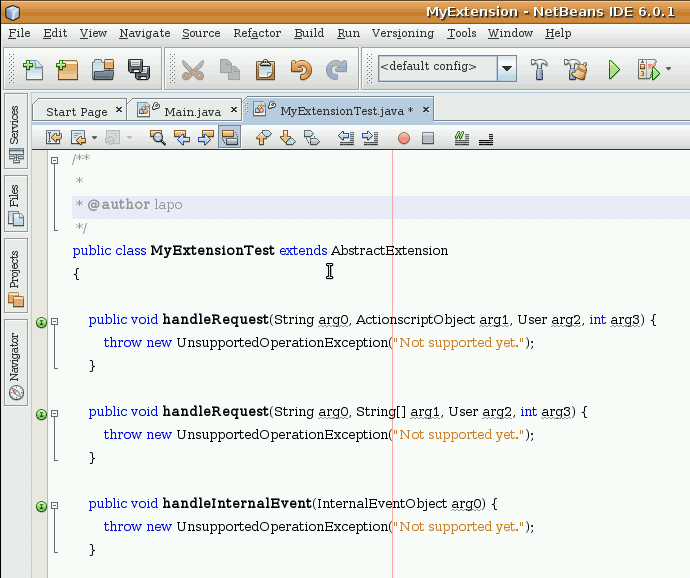 MyExtension - NetBeans IDE 6.0.1
File Edit View Navigate Source Refactor Build Run Versioning Tools Window Help
<default config>
Start Page × Main.java × MyExtensionTest.java * ×
Services
Files
Projects
Navigator
/**
*
* @author lapo
*/
public class MyExtensionTest extends AbstractExtension
{
public void handleRequest(String arg0, ActionscriptObject arg1, User arg2, int arg3) {
throw new UnsupportedOperationException("Not supported yet.");
}
public void handleRequest(String arg0, String[] arg1, User arg2, int arg3) {
throw new UnsupportedOperationException("Not supported yet.");
}
public void handleInternalEvent(InternalEventObject arg0) {
throw new UnsupportedOperationException("Not supported yet.");
}